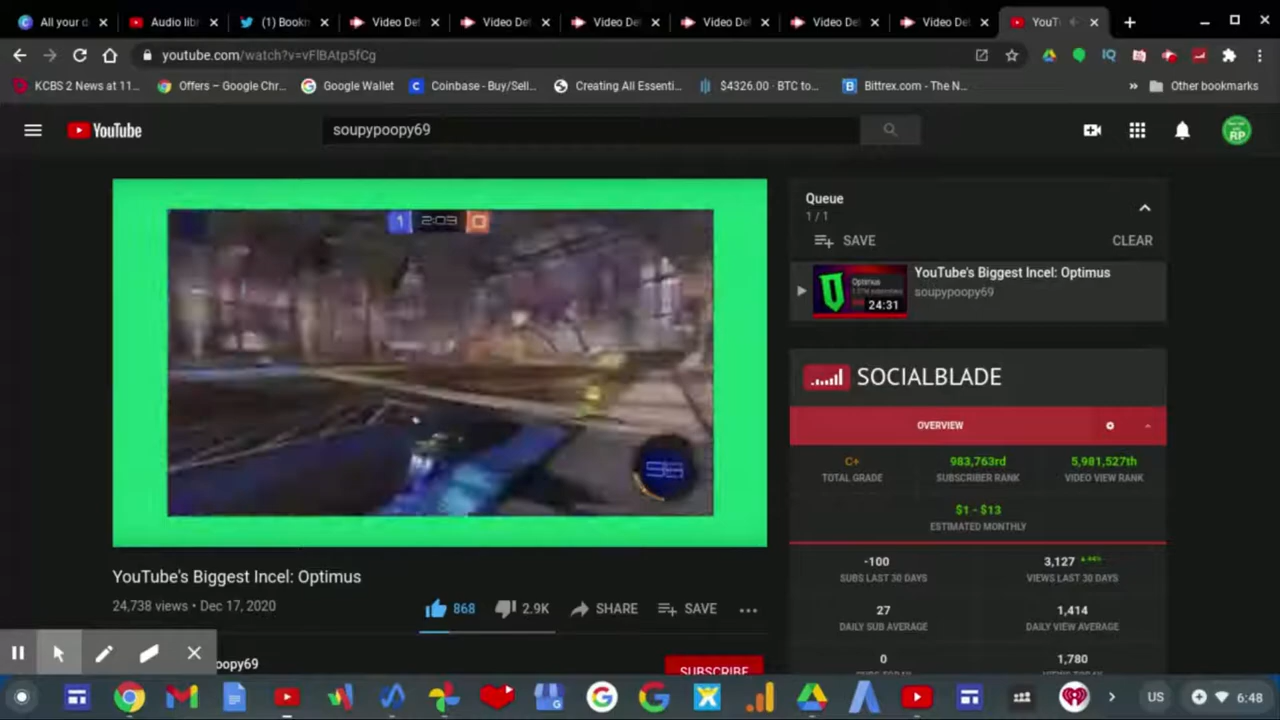 All your d
Audio libr
(1) Bookm
Video Det
Video Det
Video Det
Video Det
Video Det
Video Det
YouT
youtube.com/watch?v=vFlBAtp5fCg
KCBS 2 News at 11...
Offers – Google Chr...
Google Wallet
Coinbase - Buy/Sell...
Creating All Essenti...
$4326.00 · BTC to...
Bittrex.com - The N...
»
Other bookmarks
YouTube
soupypoopy69
RP
1 2:03 0
98
Queue
1 / 1
SAVE
CLEAR
Optimus
24:31
YouTube's Biggest Incel: Optimus
soupypoopy69
SOCIALBLADE
OVERVIEW
C+
TOTAL GRADE
983,763rd
SUBSCRIBER RANK
5,981,527th
VIDEO VIEW RANK
$1 - $13
ESTIMATED MONTHLY
-100
SUBS LAST 30 DAYS
3,127
VIEWS LAST 30 DAYS
27
DAILY SUB AVERAGE
1,414
DAILY VIEW AVERAGE
0
1,780
YouTube's Biggest Incel: Optimus
24,738 views • Dec 17, 2020
868
2.9K
SHARE
SAVE
poopy69
SUBSCRIBE
US
6:48